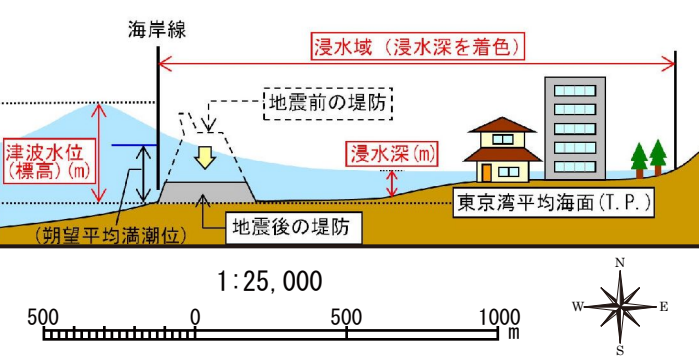 海岸線
浸水域（浸水深を着色）
地震前の堤防
津波水位
(標高)(m)
浸水深(m)
東京湾平均海面(T.P.)
地震後の堤防
(朔望平均満潮位)
1:25,000
500 0 500 1000
m
N
W E
S